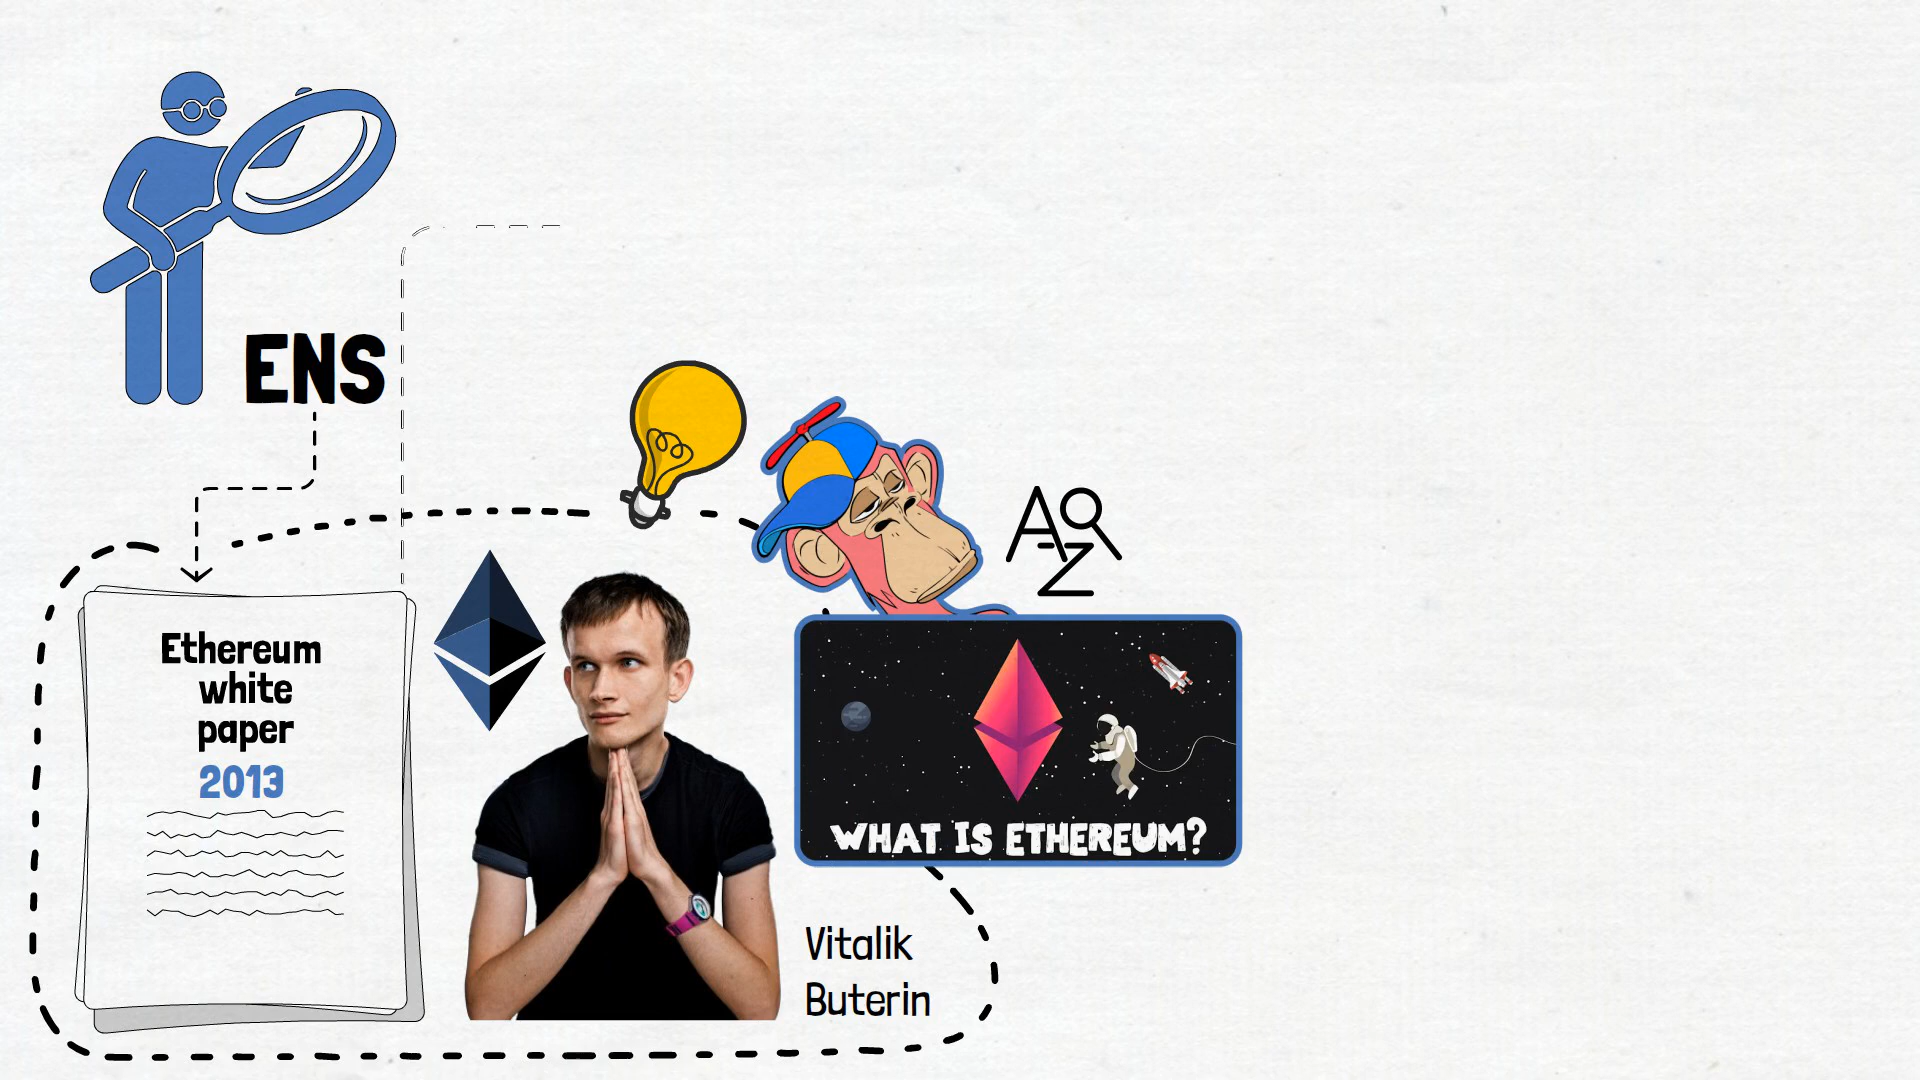 ENS
Ethereum
white
paper
2013
A
Z
WHAT IS ETHEREUM?
Vitalik
Buterin